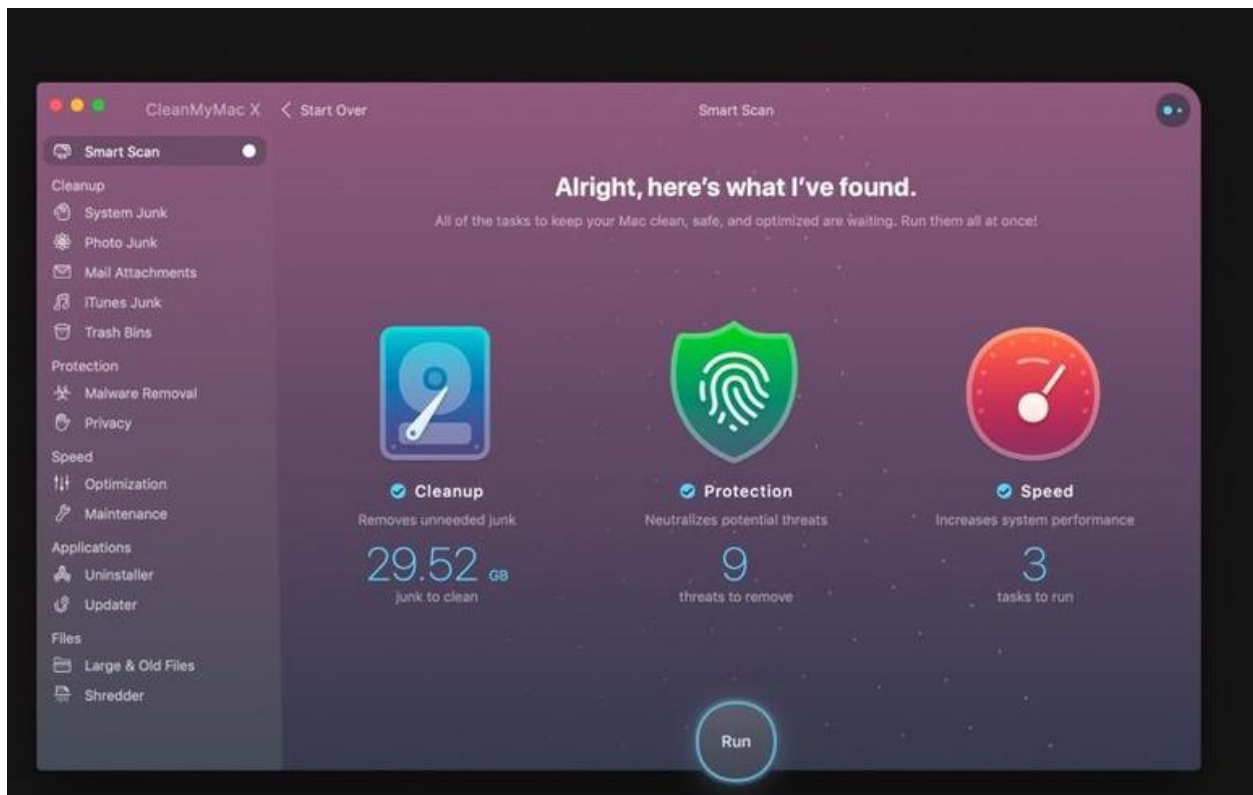 CleanMyMac X
Start Over
Smart Scan
Smart Scan
Cleanup
System Junk
Photo Junk
Mail Attachments
iTunes Junk
Trash Bins
Protection
Malware Removal
Privacy
Speed
Optimization
Maintenance
Applications
Uninstaller
Updater
Files
Large & Old Files
Shredder
Alright, here's what I've found.
All of the tasks to keep your Mac clean, safe, and optimized are waiting. Run them all at once!
Cleanup
Removes unneeded junk
29.52 GB
junk to clean
Protection
Neutralizes potential threats
9
threats to remove
Speed
Increases system performance
3
tasks to run
Run